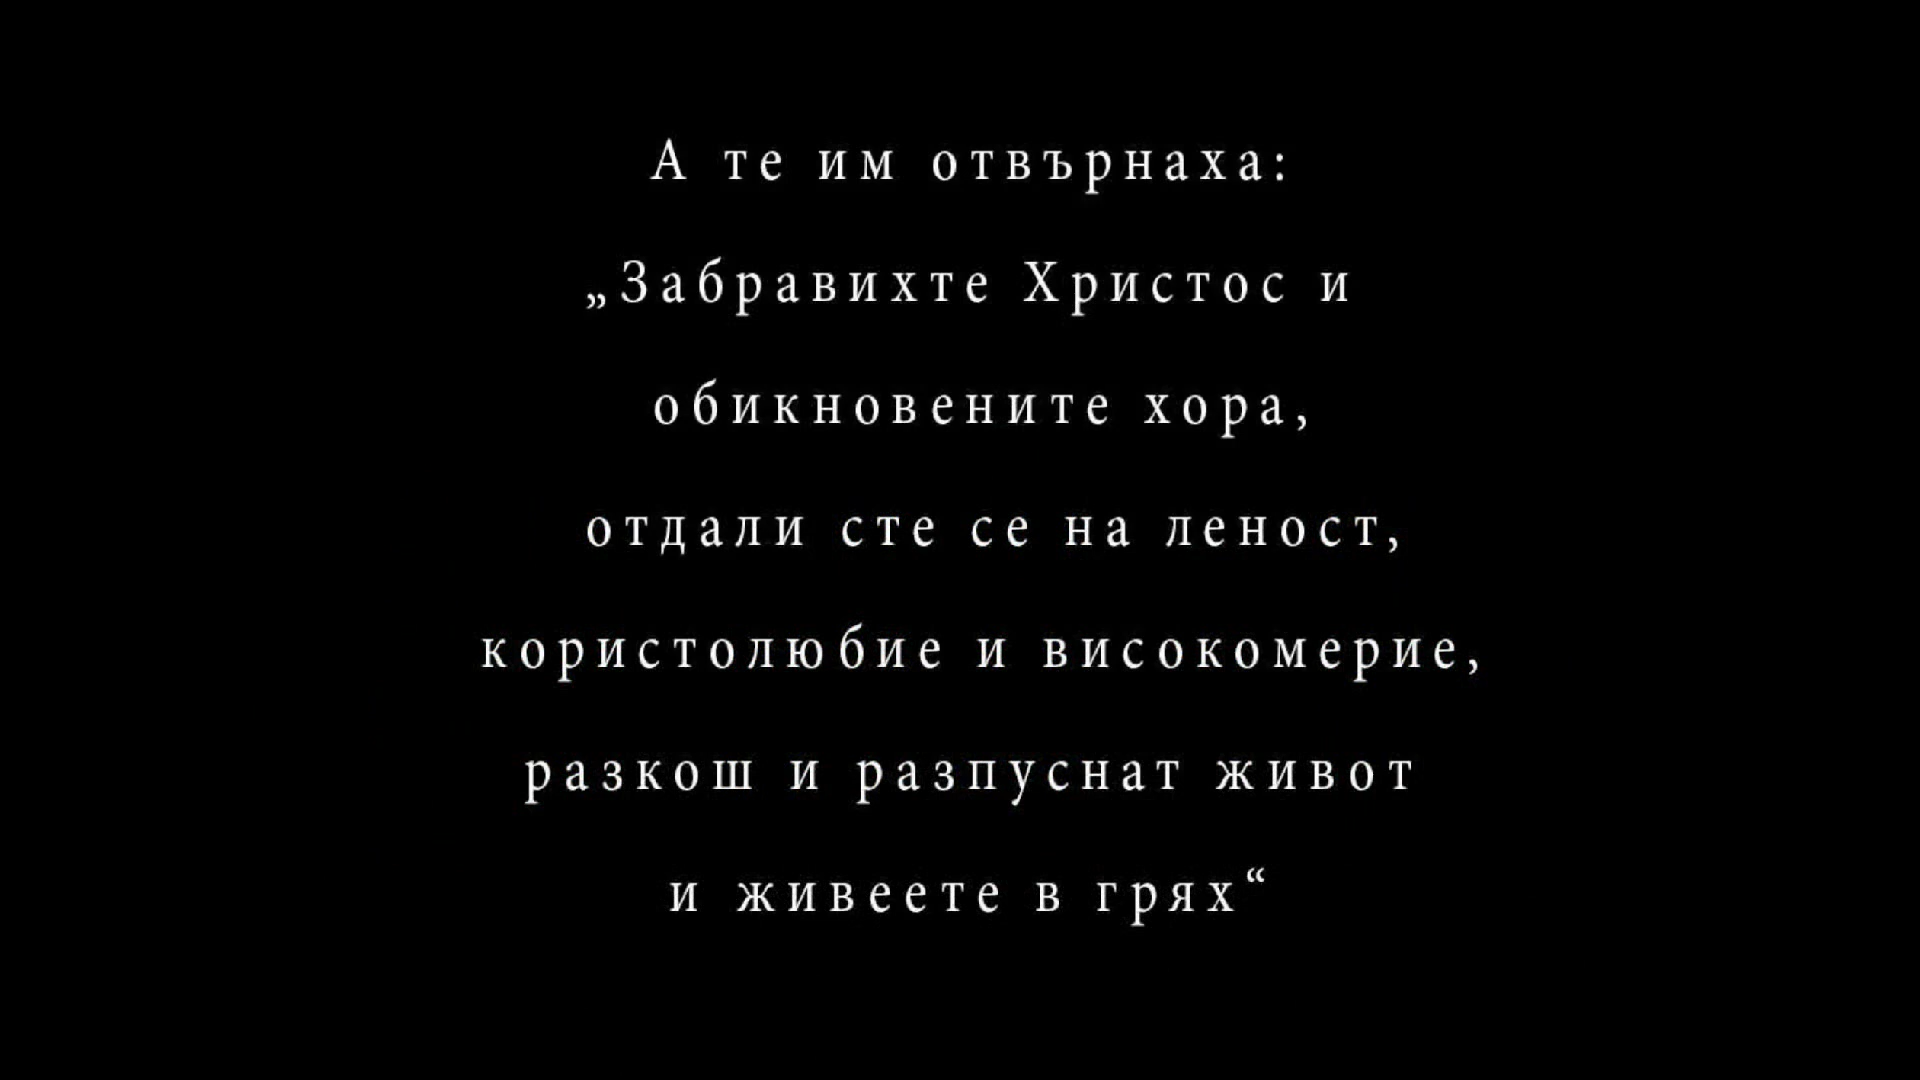 А те им отвърнаха:
„Забравихте Христос и
обикновените хора,
отдали сте се на леност,
користолюбие и високомерие,
разкош и разпуснат живот
и живеете в грях“